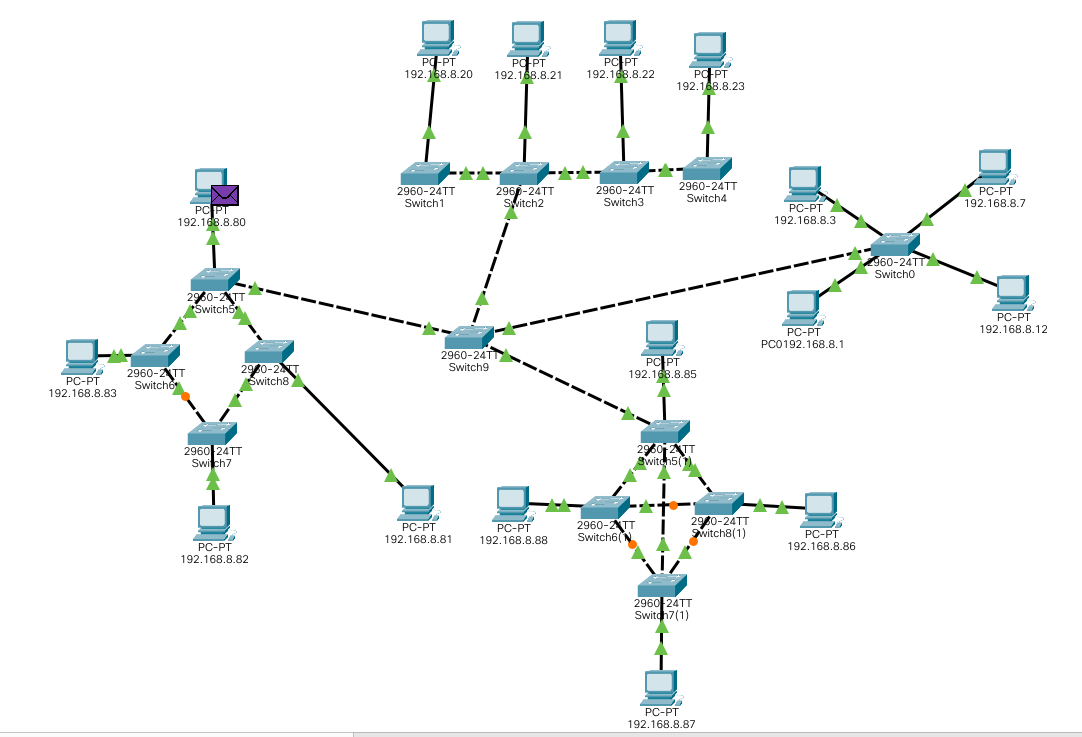 PC-PT
192.168.8.20
PC-PT
192.168.8.21
PC-PT
192.168.8.22
PC-PT
192.168.8.23
2960-24TT
Switch1
2960-24TT
Switch2
2960-24TT
Switch3
2960-24TT
Switch4
PC-PT
192.168.8.80
PC-PT
192.168.8.3
PC-PT
192.168.8.7
2960-24TT
Switch0
2960-24TT
Switch5
PC-PT
PC0192.168.8.1
PC-PT
192.168.8.12
2960-24TT
Switch9
PC-PT
192.168.8.83
2960-24TT
Switch6
2960-24TT
Switch8
PC-PT
192.168.8.85
2960-24TT
Switch7
2960-24TT
Switch5(1)
PC-PT
192.168.8.82
PC-PT
192.168.8.81
PC-PT
192.168.8.88
2960-24TT
Switch6(1)
2960-24TT
Switch8(1)
PC-PT
192.168.8.86
2960-24TT
Switch7(1)
PC-PT
192.168.8.87